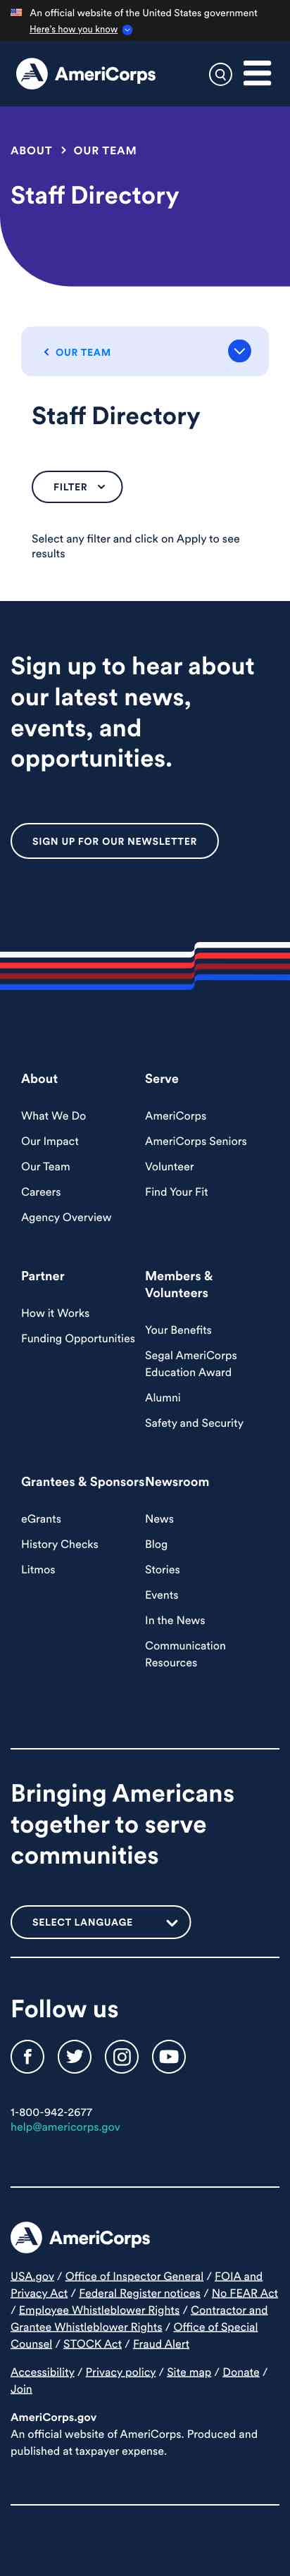 An official website of the United States government
Here's how you know
AmeriCorps
ABOUT > OUR TEAM
Staff Directory
OUR TEAM
Staff Directory
FILTER
Select any filter and click on Apply to see
results
Sign up to hear about
our latest news,
events, and
opportunities.
SIGN UP FOR OUR NEWSLETTER
About
What We Do
Our Impact
Our Team
Careers
Agency Overview
Serve
AmeriCorps
AmeriCorps Seniors
Volunteer
Find Your Fit
Partner
How it Works
Funding Opportunities
Members &
Volunteers
Your Benefits
Segal AmeriCorps
Education Award
Alumni
Safety and Security
Grantees & Sponsors
eGrants
History Checks
Litmos
Newsroom
News
Blog
Stories
Events
In the News
Communication
Resources
Bringing Americans
together to serve
communities
SELECT LANGUAGE
Follow us
1-800-942-2677
help@americorps.gov
AmeriCorps
USA.gov / Office of Inspector General / FOIA and
Privacy Act / Federal Register notices / No FEAR Act
/ Employee Whistleblower Rights / Contractor and
Grantee Whistleblower Rights / Office of Special
Counsel / STOCK Act / Fraud Alert
Accessibility / Privacy policy / Site map / Donate /
Join
AmeriCorps.gov
An official website of AmeriCorps. Produced and
published at taxpayer expense.